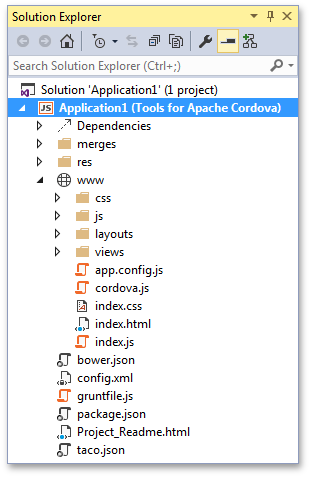 Solution Explorer
Search Solution Explorer (Ctrl+;)
Solution 'Application1' (1 project)
JS Application1 (Tools for Apache Cordova)
Dependencies
merges
res
www
css
js
layouts
views
app.config.js
cordova.js
index.css
index.html
index.js
bower.json
config.xml
gruntfile.js
package.json
Project_Readme.html
taco.json